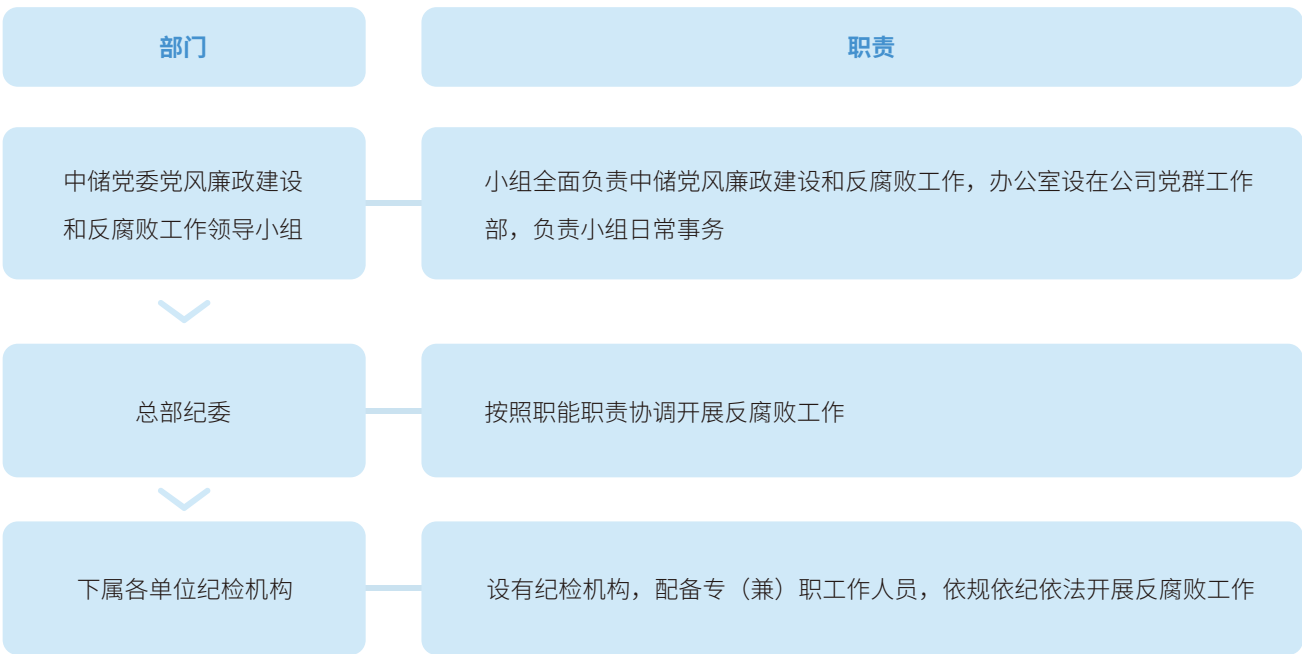 部门
职责
中储党委党风廉政建设
和反腐败工作领导小组
小组全面负责中储党风廉政建设和反腐败工作，办公室设在公司党群工作
部，负责小组日常事务
总部纪委
按照职能职责协调开展反腐败工作
下属各单位纪检机构
设有纪检机构，配备专（兼）职工作人员，依规依纪依法开展反腐败工作